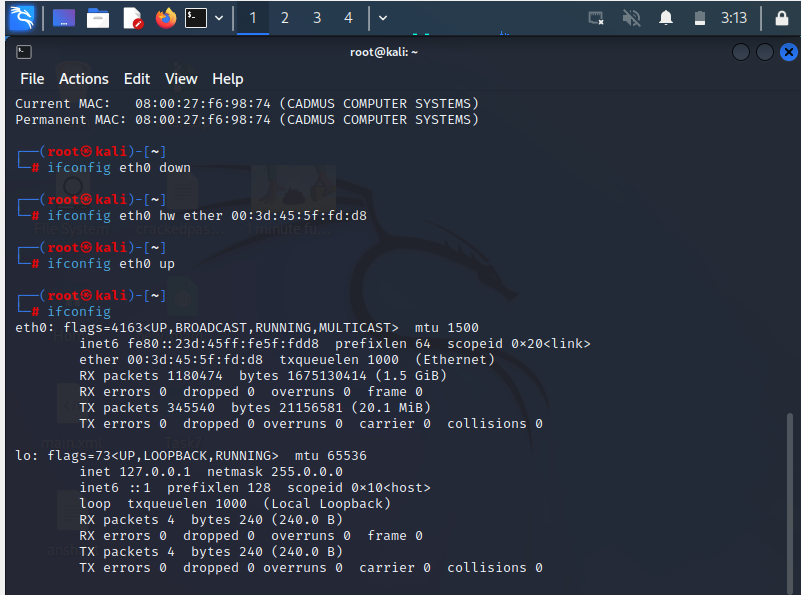 1 2 3 4 3:13
root@kali: ~
File Actions Edit View Help
Current MAC:   08:00:27:f6:98:74 (CADMUS COMPUTER SYSTEMS)
Permanent MAC: 08:00:27:f6:98:74 (CADMUS COMPUTER SYSTEMS)
┌──(root㉿kali)-[~]
└─# ifconfig eth0 down
┌──(root㉿kali)-[~]
└─# ifconfig eth0 hw ether 00:3d:45:5f:fd:d8
┌──(root㉿kali)-[~]
└─# ifconfig eth0 up
┌──(root㉿kali)-[~]
└─# ifconfig
eth0: flags=4163<UP,BROADCAST,RUNNING,MULTICAST>  mtu 1500
        inet6 fe80::23d:45ff:fe5f:fdd8  prefixlen 64  scopeid 0×20<link>
        ether 00:3d:45:5f:fd:d8  txqueuelen 1000  (Ethernet)
        RX packets 1180474  bytes 1675130414 (1.5 GiB)
        RX errors 0  dropped 0  overruns 0  frame 0
        TX packets 345540  bytes 21156581 (20.1 MiB)
        TX errors 0  dropped 0 overruns 0  carrier 0  collisions 0
lo: flags=73<UP,LOOPBACK,RUNNING>  mtu 65536
        inet 127.0.0.1  netmask 255.0.0.0
        inet6 ::1  prefixlen 128  scopeid 0×10<host>
        loop  txqueuelen 1000  (Local Loopback)
        RX packets 4  bytes 240 (240.0 B)
        RX errors 0  dropped 0  overruns 0  frame 0
        TX packets 4  bytes 240 (240.0 B)
        TX errors 0  dropped 0 overruns 0  carrier 0  collisions 0